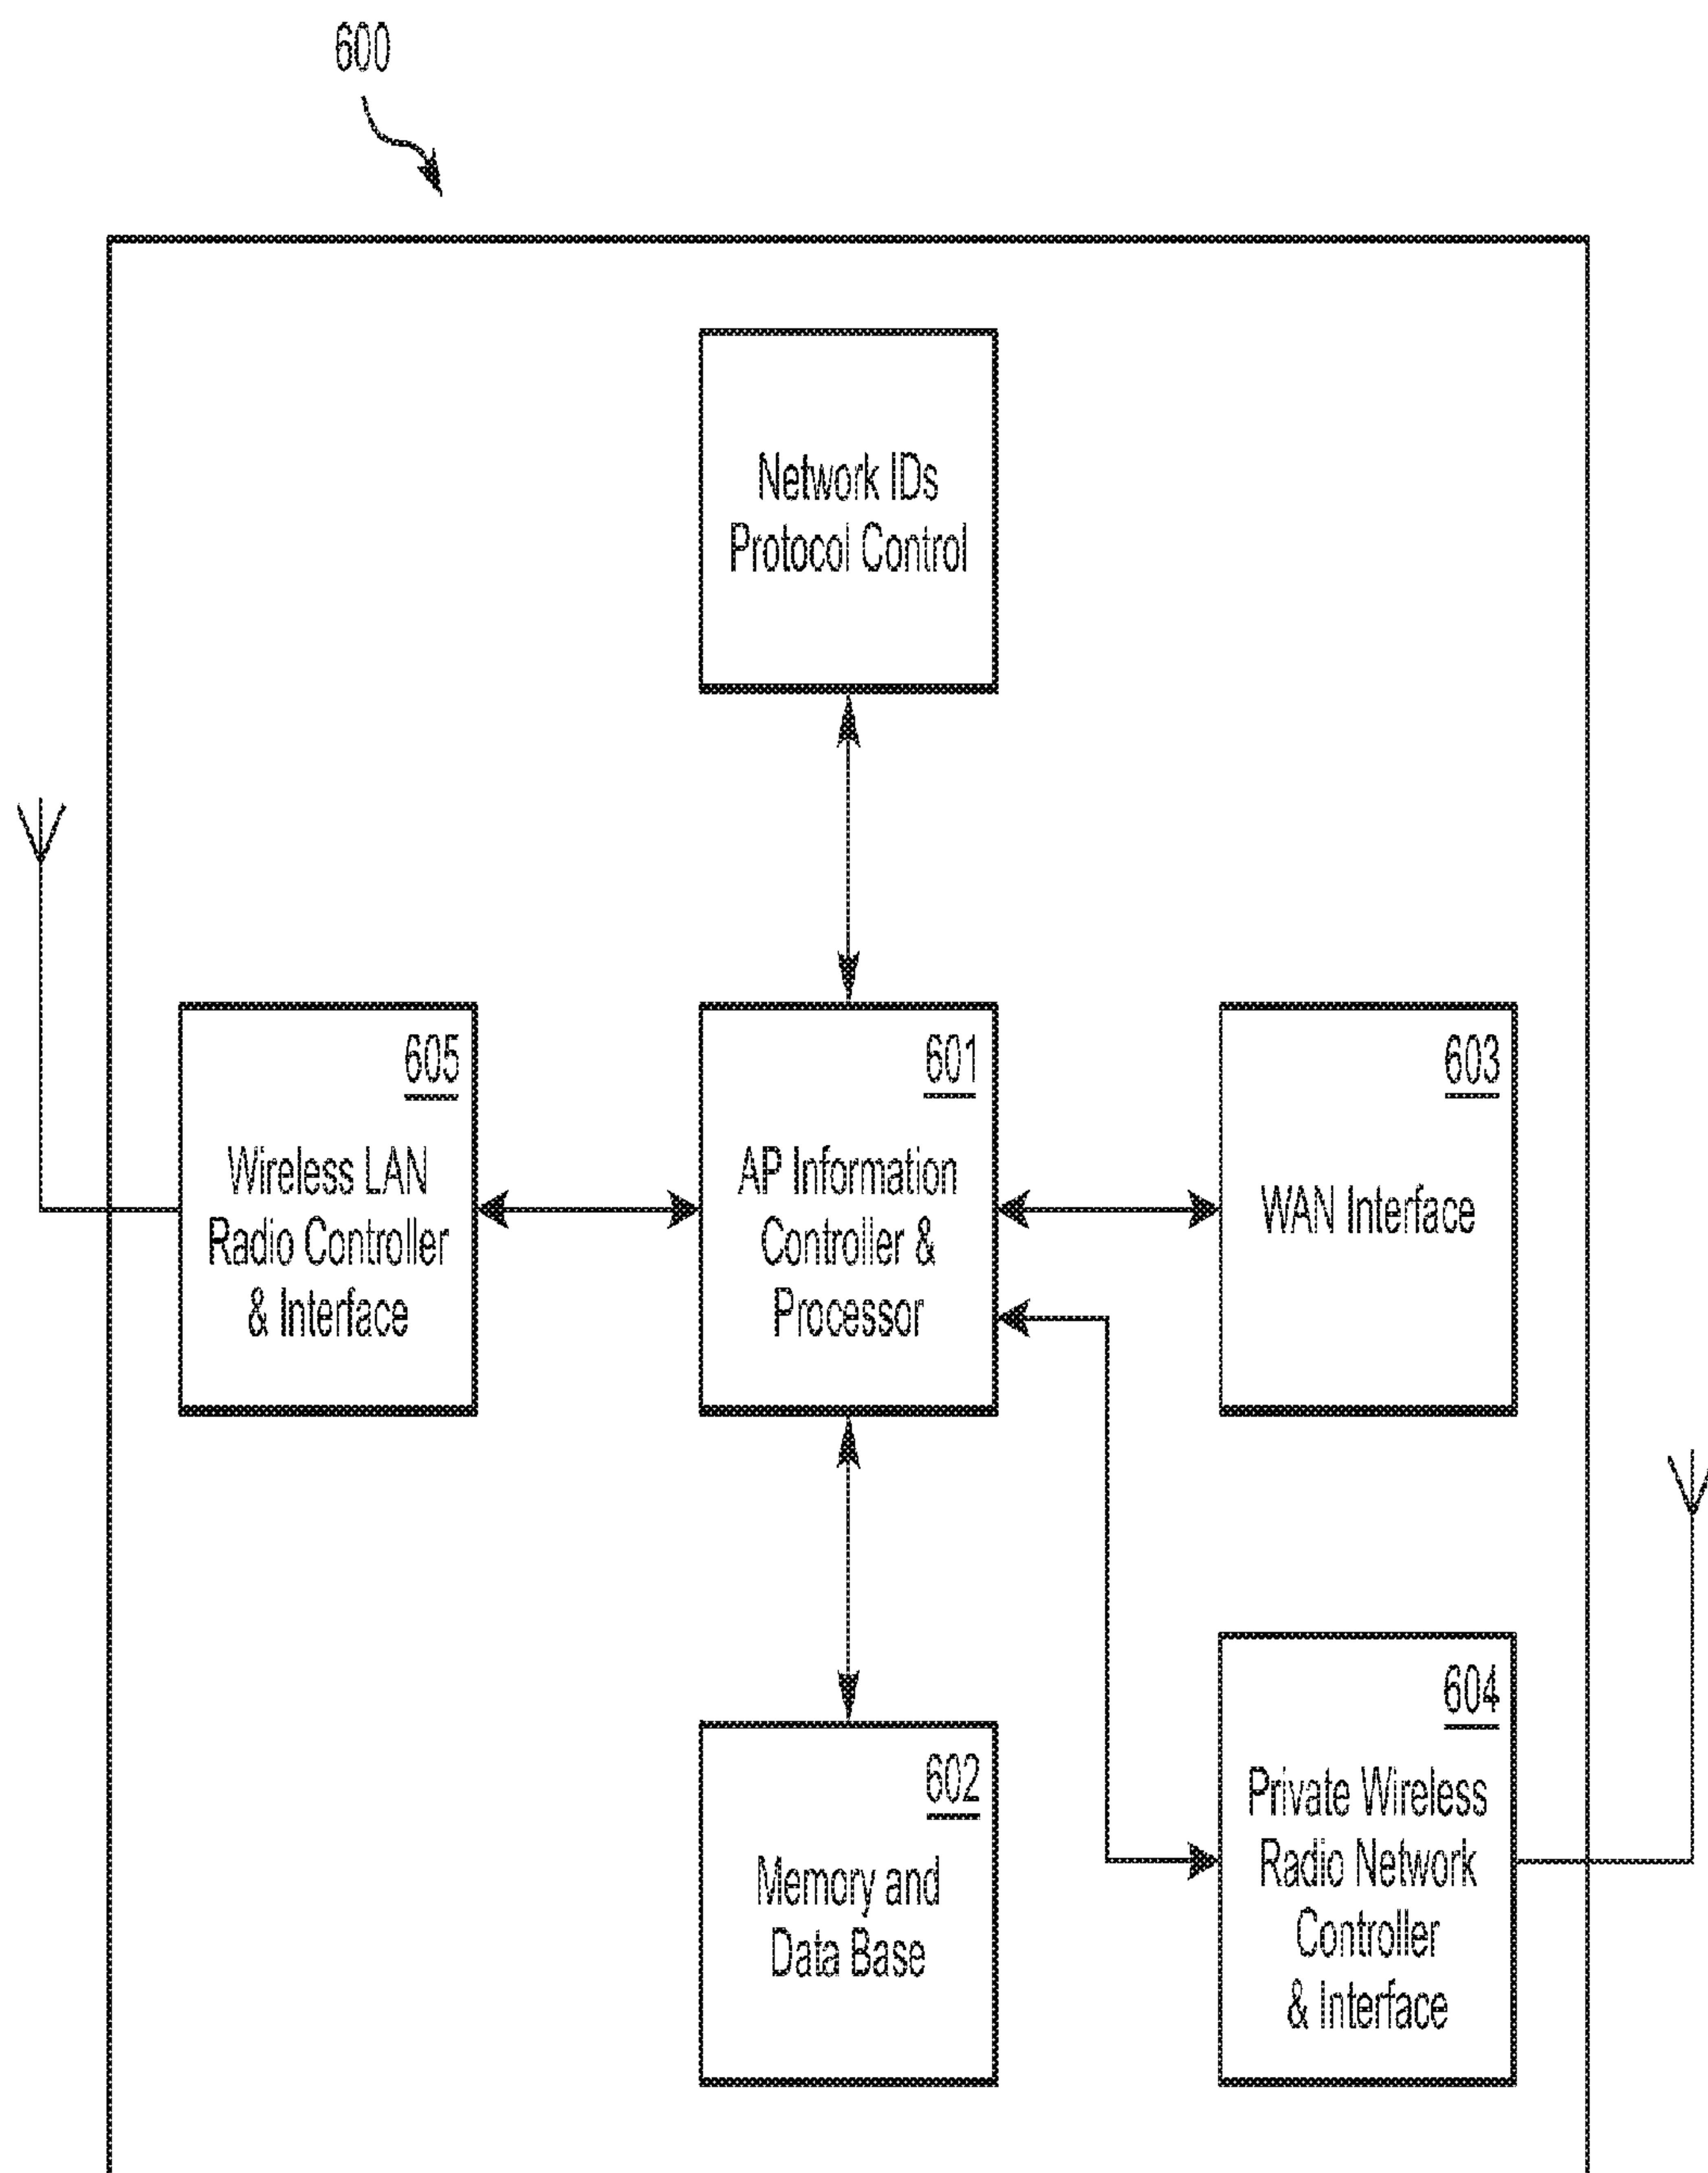 600
Network IDs
Protocol Control
605
Wireless LAN
Radio Controller
& Interface
601
AP Information
Controller &
Processor
603
WAN Interface
602
Memory and
Data Base
604
Private Wireless
Radio Network
Controller
& Interface